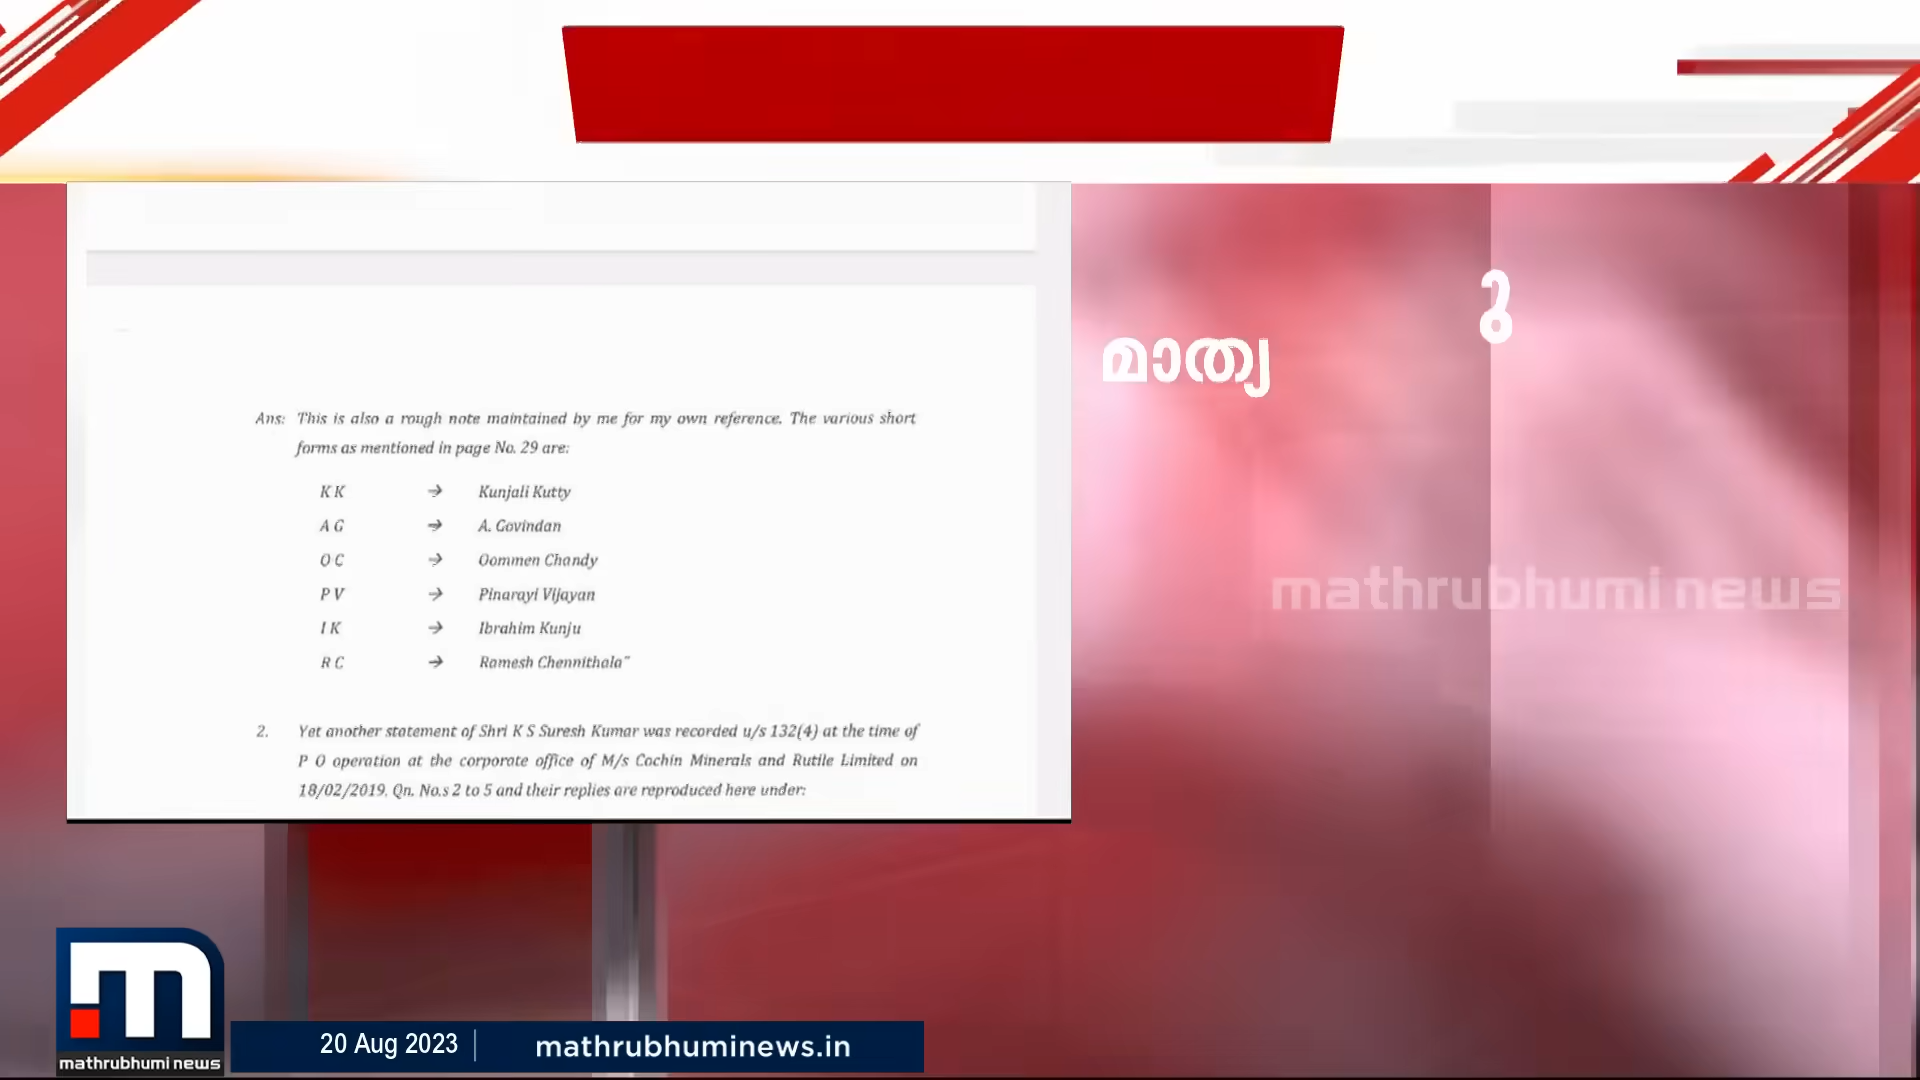 Ans: This is also a rough note maintained by me for my own reference. The various short
forms as mentioned in page No. 29 are:
K K → Kunjali Kutty
A G → A. Govindan
O C → Oommen Chandy
P V → Pinarayi Vijayan
I K → Ibrahim Kunju
R C → Ramesh Chennithala"
2. Yet another statement of Shri K S Suresh Kumar was recorded u/s 132(4) at the time of
P O operation at the corporate office of M/s Cochin Minerals and Rutile Limited on
18/02/2019. Qn. No.s 2 to 5 and their replies are reproduced here under:
mathrubhumi news
mathrubhumi news
20 Aug 2023
mathrubhuminews.in